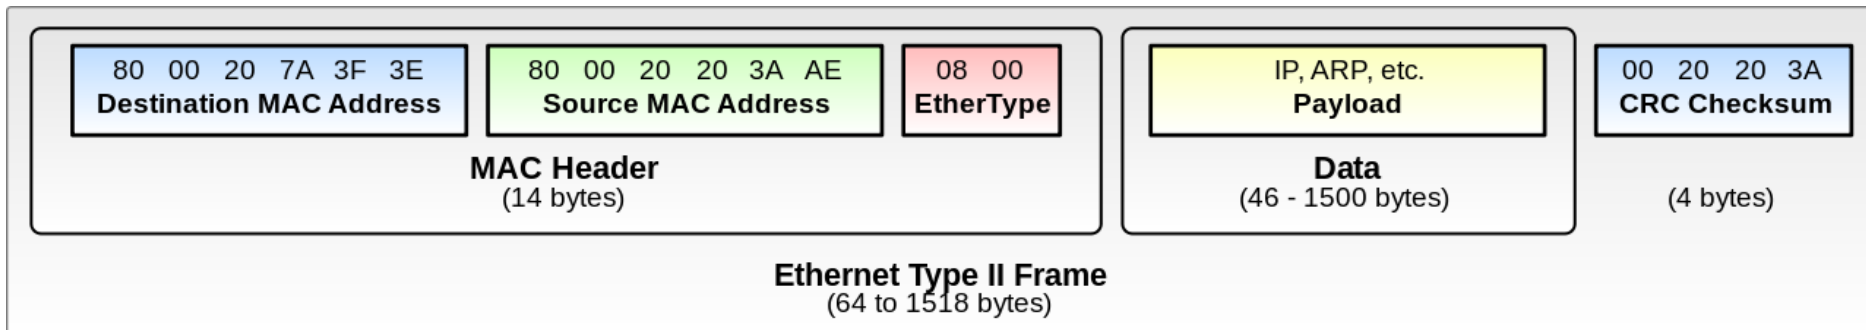 80 00 20 7A 3F 3E
Destination MAC Address
80 00 20 20 3A AE
Source MAC Address
08 00
EtherType
MAC Header
(14 bytes)
IP, ARP, etc.
Payload
Data
(46 - 1500 bytes)
00 20 20 3A
CRC Checksum
(4 bytes)
Ethernet Type II Frame
(64 to 1518 bytes)